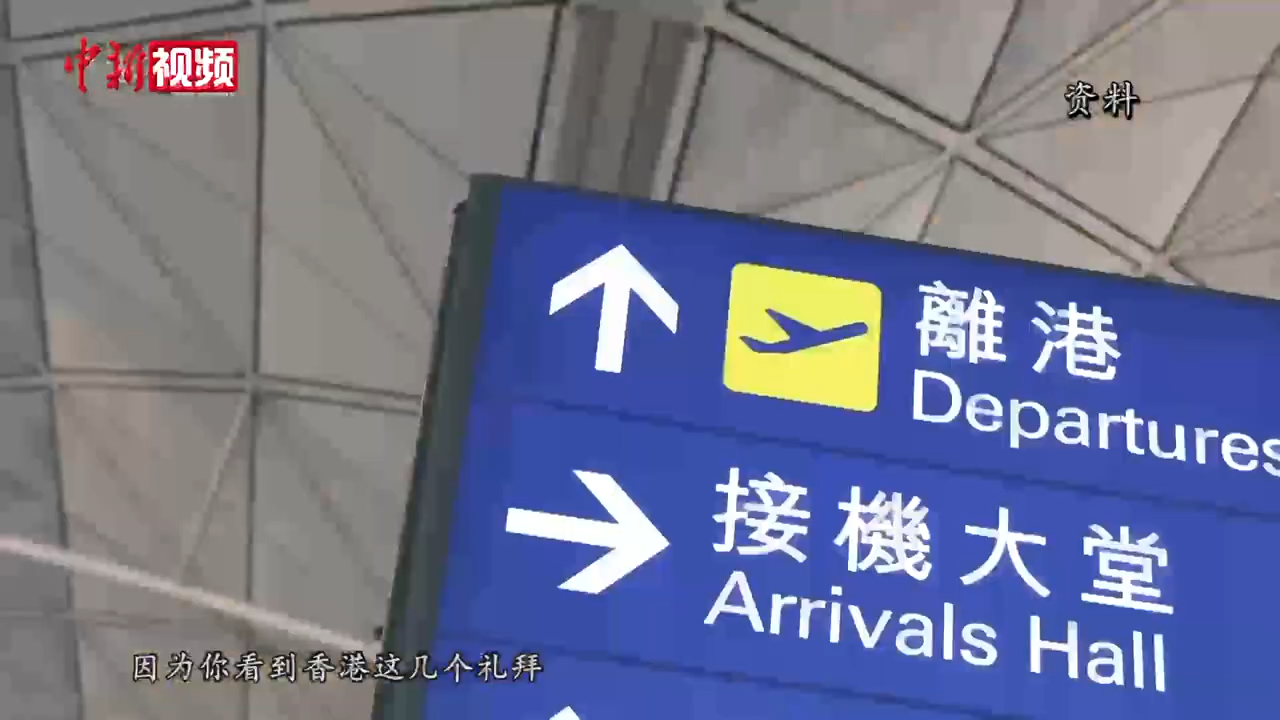 中新视频
资料
離港
Departures
接機大堂
Arrivals Hall
因为你看到香港这几个礼拜